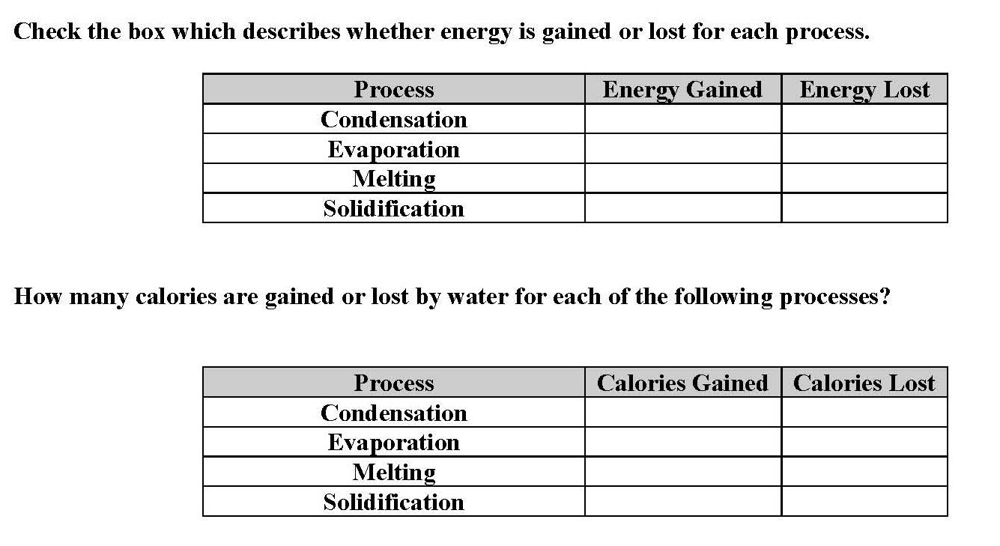 Check the box which describes whether energy is gained or lost for each process.
Process Energy Gained Energy Lost
Condensation
Evaporation
Melting
Solidification
How many calories are gained or lost by water for each of the following processes?
Process Calories Gained Calories Lost
Condensation
Evaporation
Melting
Solidification